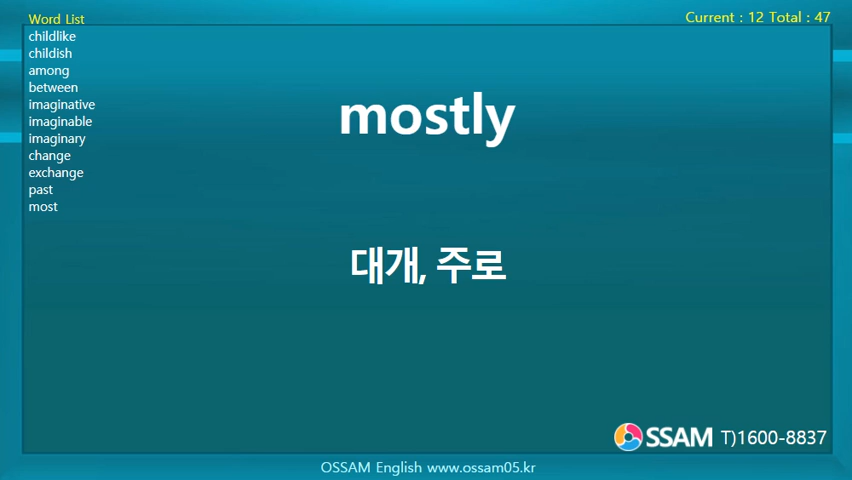 Word List
Current : 12 Total : 47
childlike
childish
among
between
imaginative
imaginable
imaginary
change
exchange
past
most
mostly
대개, 주로
OSSAM T)1600-8837
OSSAM English www.ossam05.kr